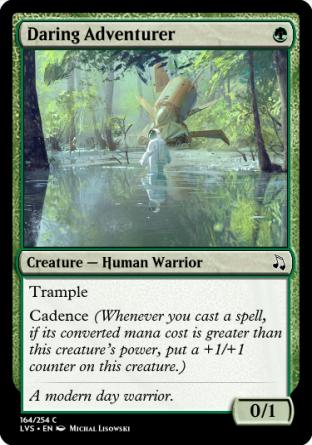 Daring Adventurer
Creature — Human Warrior
Trample
Cadence (Whenever you cast a spell,
if its converted mana cost is greater than
this creature's power, put a +1/+1
counter on this creature.)
A modern day warrior.
0/1
164/254 C
LVS • EN Michal Lisowski